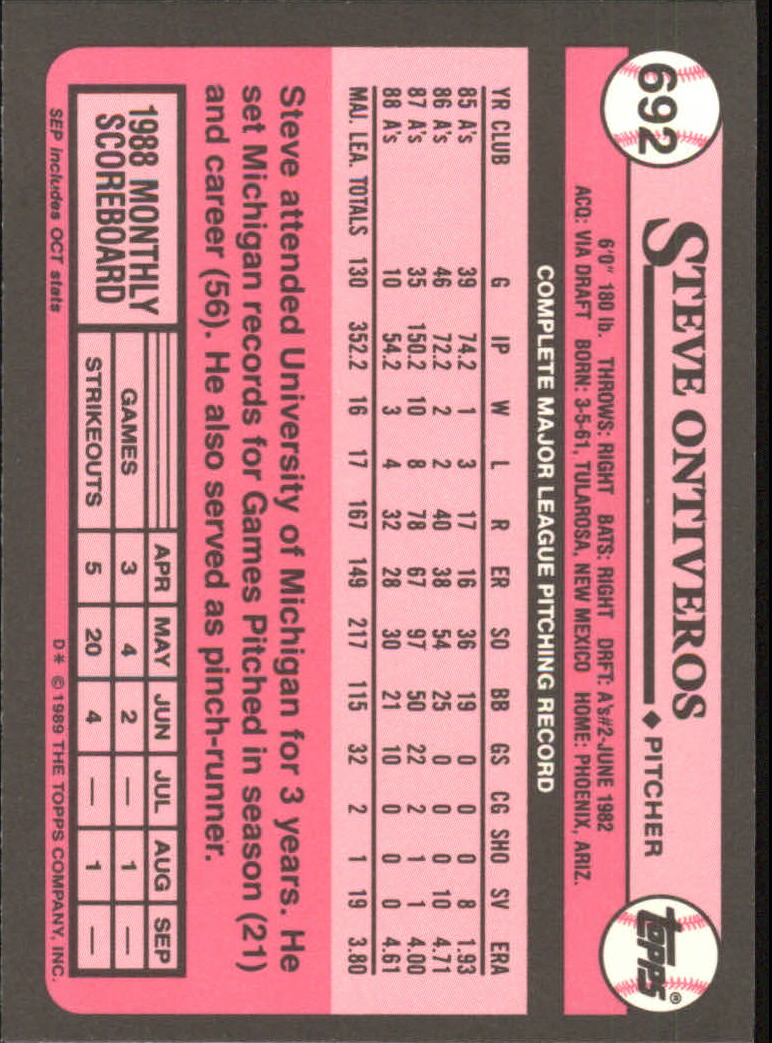 692
STEVE ONTIVEROS
◆ PITCHER
TOPPS®
6'0" 180 lb. THROWS: RIGHT BATS: RIGHT DRFT: A's#2-JUNE 1982
ACQ: VIA DRAFT BORN: 3-5-61, TULAROSA, NEW MEXICO HOME: PHOENIX, ARIZ.
COMPLETE MAJOR LEAGUE PITCHING RECORD
YR CLUB G IP W L R ER SO BB GS CG SHO SV ERA
85 A's 39 74.2 1 3 17 16 36 19 0 0 0 8 1.93
86 A's 46 72.2 2 2 40 38 54 25 0 0 0 10 4.71
87 A's 35 150.2 10 8 78 67 97 50 22 2 1 1 4.00
88 A's 10 54.2 3 4 32 28 30 21 10 0 0 0 4.61
MAJ. LEA. TOTALS 130 352.2 16 17 167 149 217 115 32 2 1 19 3.80
Steve attended University of Michigan for 3 years. He
set Michigan records for Games Pitched in season (21)
and career (56). He also served as pinch-runner.
1988 MONTHLY
SCOREBOARD
APR MAY JUN JUL AUG SEP
GAMES 3 4 2 — 1 —
STRIKEOUTS 5 20 4 — 1 —
SEP includes OCT stats
D* © 1989 THE TOPPS COMPANY, INC.